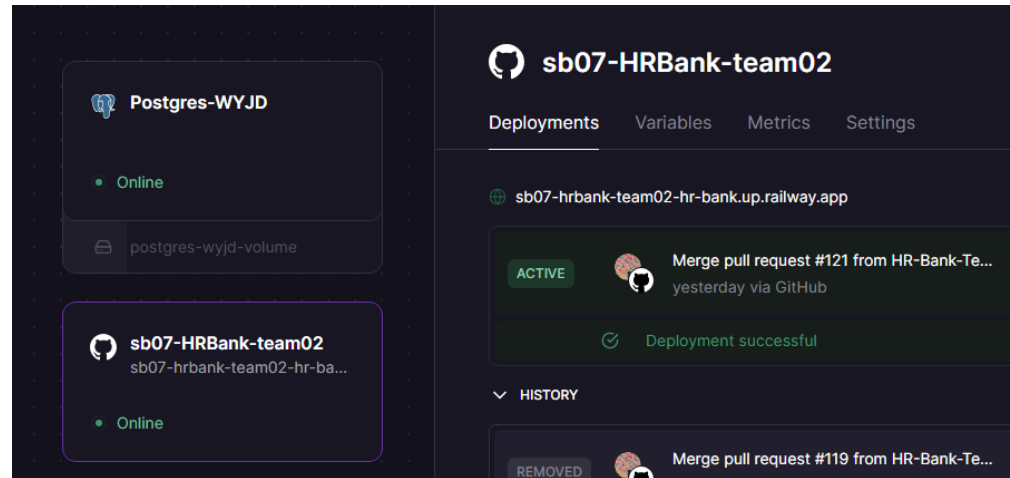 Postgres-WYJD
Online
postgres-wyjd-volume
sb07-HRBank-team02
sb07-hrbank-team02-hr-ba...
Online
sb07-HRBank-team02
Deployments Variables Metrics Settings
sb07-hrbank-team02-hr-bank.up.railway.app
ACTIVE
Merge pull request #121 from HR-Bank-Te...
yesterday via GitHub
Deployment successful
HISTORY
REMOVED
Merge pull request #119 from HR-Bank-Te...